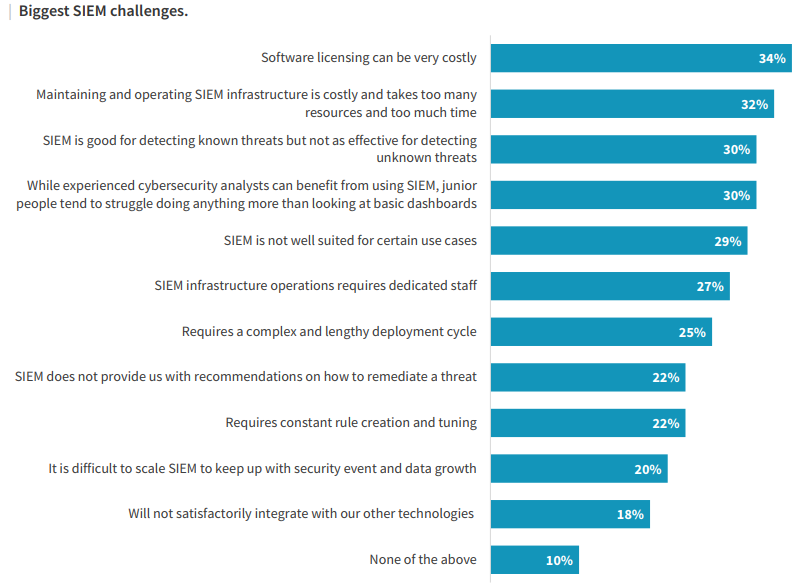 Biggest SIEM challenges.
Software licensing can be very costly
34%
Maintaining and operating SIEM infrastructure is costly and takes too many
resources and too much time
32%
SIEM is good for detecting known threats but not as effective for detecting
unknown threats
30%
While experienced cybersecurity analysts can benefit from using SIEM, junior
people tend to struggle doing anything more than looking at basic dashboards
30%
SIEM is not well suited for certain use cases
29%
SIEM infrastructure operations requires dedicated staff
27%
Requires a complex and lengthy deployment cycle
25%
SIEM does not provide us with recommendations on how to remediate a threat
22%
Requires constant rule creation and tuning
22%
It is difficult to scale SIEM to keep up with security event and data growth
20%
Will not satisfactorily integrate with our other technologies
18%
None of the above
10%